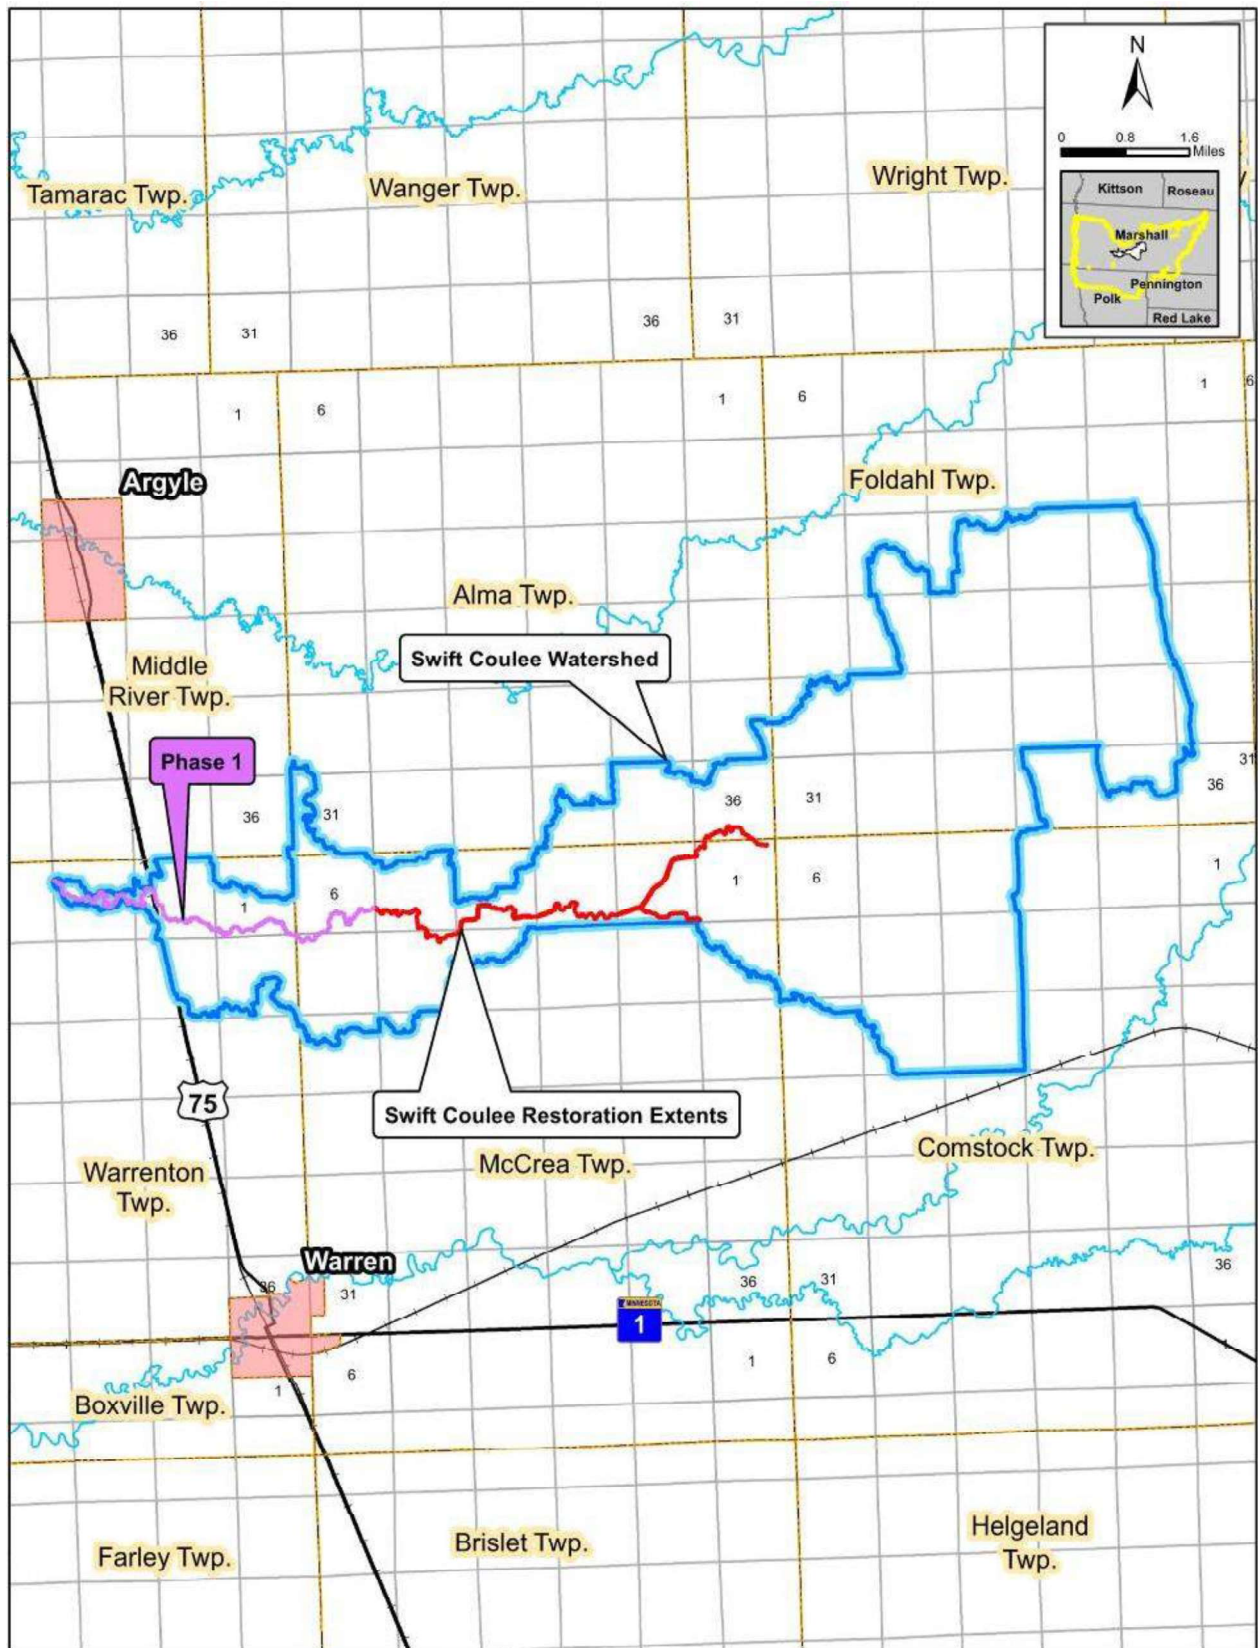 N
0 0.8 1.6
Miles
Kittson Roseau
Marshall
Pennington
Polk
Red Lake
Tamarac Twp.
Wanger Twp.
Wright Twp.
36 31 36 31
1 6 1 6 1 6
Argyle
Foldahl Twp.
Alma Twp.
Swift Coulee Watershed
Middle
River Twp.
Phase 1
36 31 36 31 36 31
1 6 1 6 1
75
Swift Coulee Restoration Extents
Warrenton
Twp.
McCrea Twp.
Comstock Twp.
Warren
36 31 36 31 36
MINNESOTA
1
1 6 1 6
Boxville Twp.
Farley Twp.
Brislet Twp.
Helgeland
Twp.